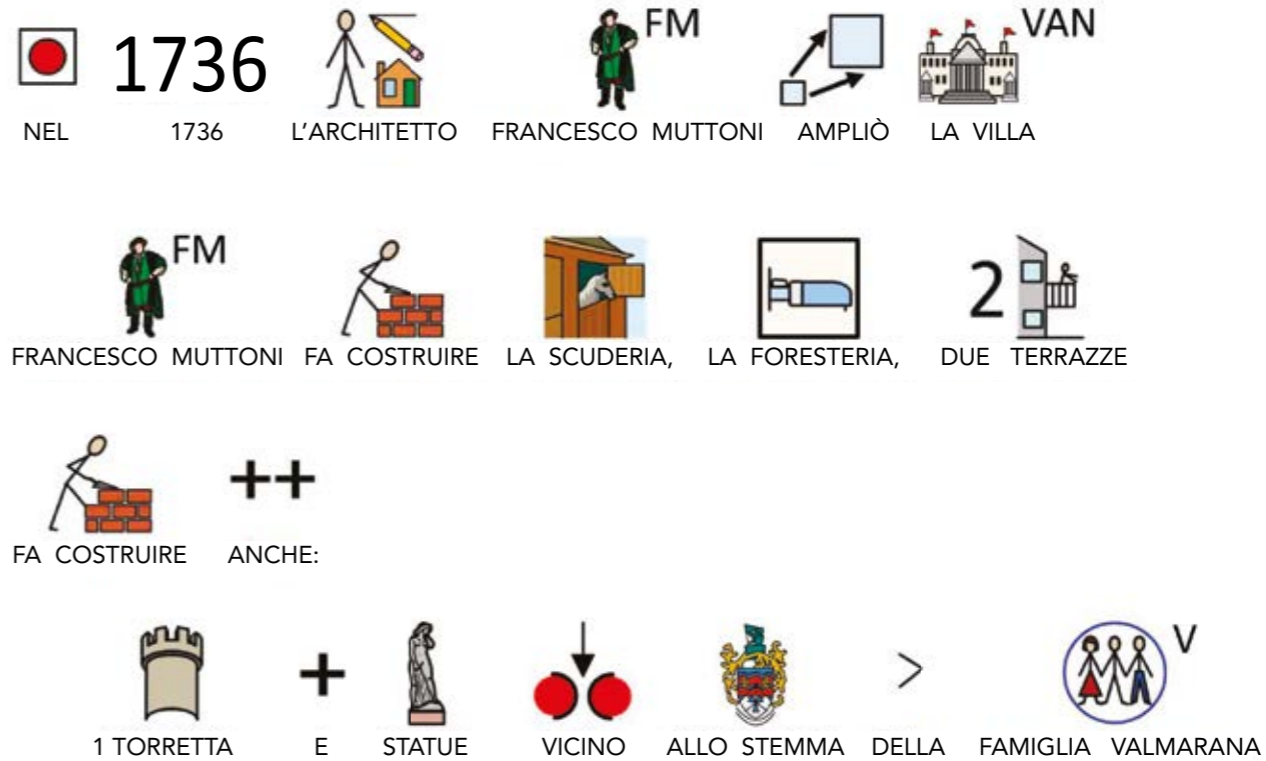 FM VAN
1736
NEL 1736 L'ARCHITETTO FRANCESCO MUTTONI AMPLIÒ LA VILLA
FM
2
FRANCESCO MUTTONI FA COSTRUIRE LA SCUDERIA, LA FORESTERIA, DUE TERRAZZE
++
FA COSTRUIRE ANCHE:
+ > V
1 TORRETTA E STATUE VICINO ALLO STEMMA DELLA FAMIGLIA VALMARANA